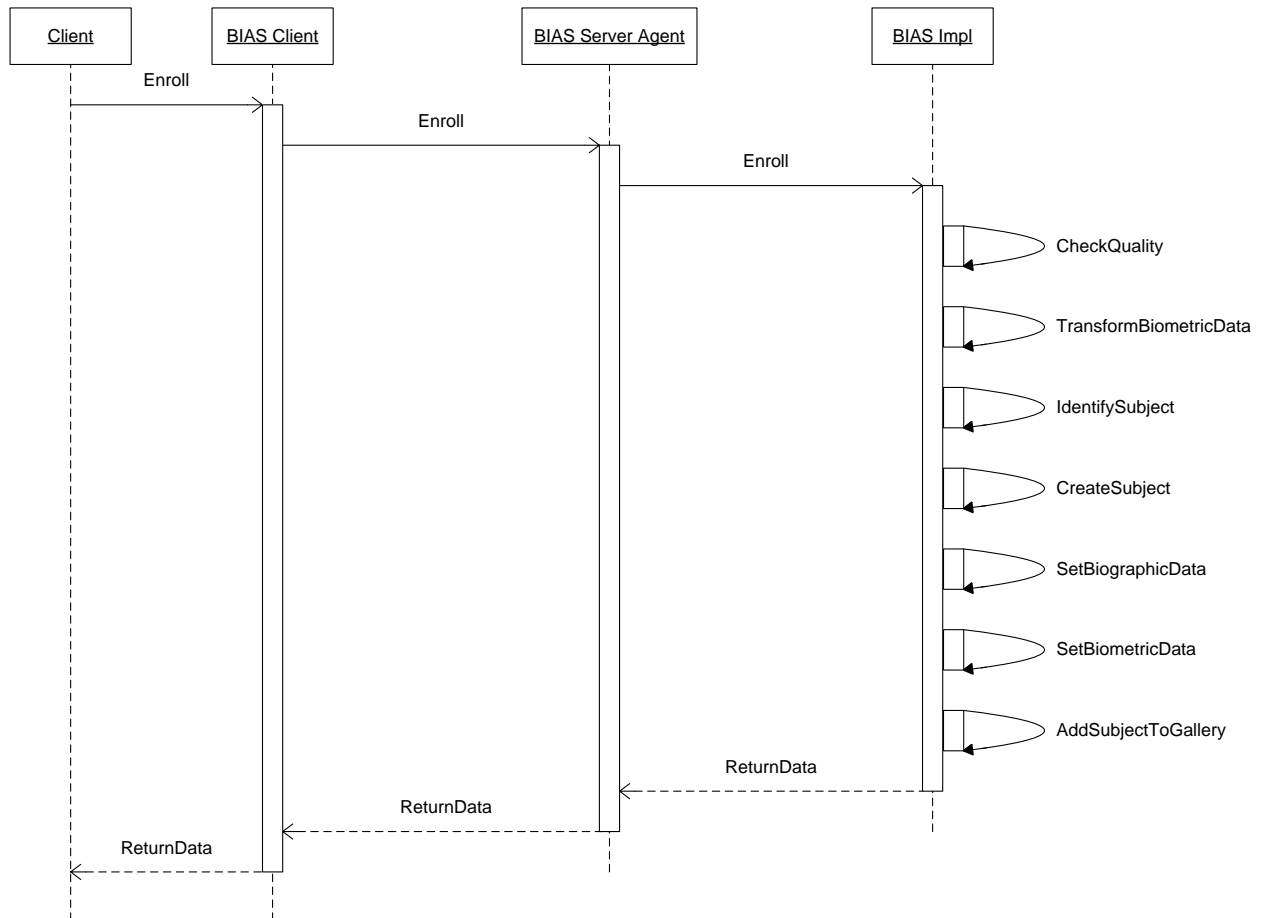 Client
BIAS Client
BIAS Server Agent
BIAS Impl
Enroll
Enroll
Enroll
CheckQuality
TransformBiometricData
IdentifySubject
CreateSubject
SetBiographicData
SetBiometricData
AddSubjectToGallery
ReturnData
ReturnData
ReturnData